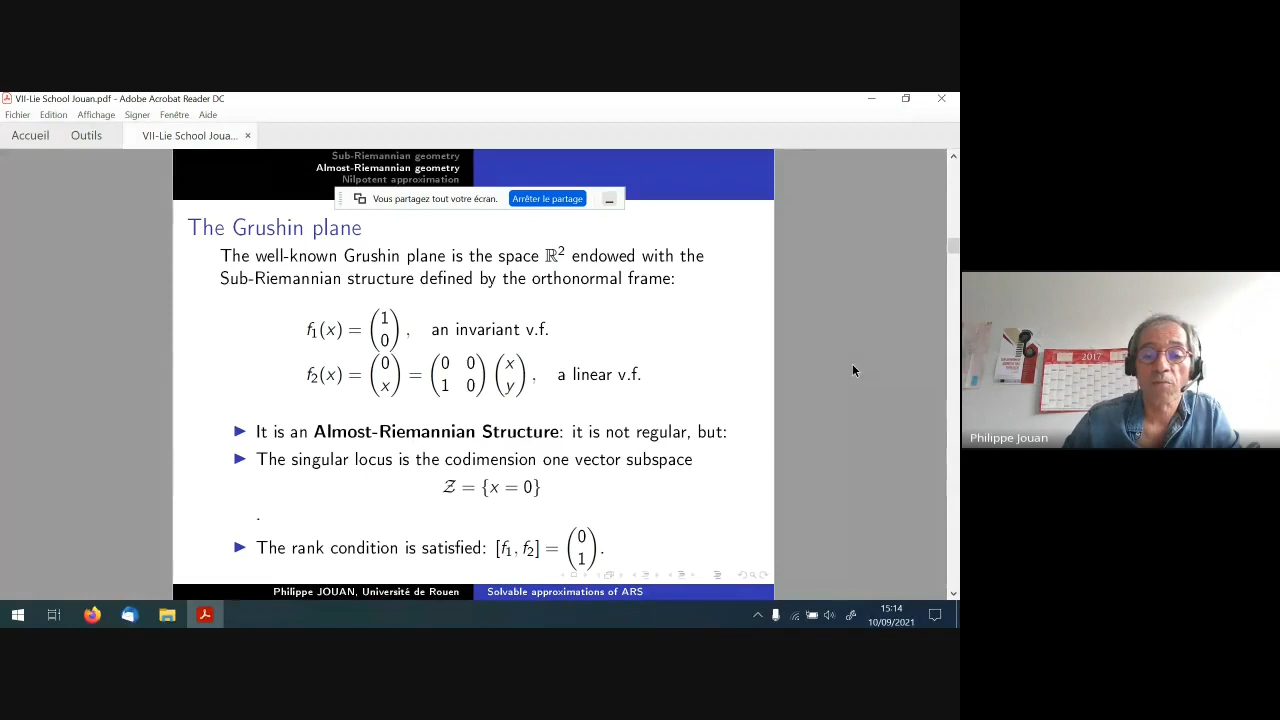 VII-Lie School Jouan.pdf - Adobe Acrobat Reader DC
Fichier Edition Affichage Signer Fenêtre Aide
Accueil Outils VII-Lie School Joua... ×
Sub-Riemannian geometry
Almost-Riemannian geometry
Nilpotent approximation
Vous partagez tout votre écran. Arrêter le partage
The Grushin plane
The well-known Grushin plane is the space ℝ² endowed with the
Sub-Riemannian structure defined by the orthonormal frame:
f₁(x) = (1 0), an invariant v.f.
f₂(x) = (0 x) = (0 0 1 0) (x y), a linear v.f.
▶ It is an Almost-Riemannian Structure: it is not regular, but:
▶ The singular locus is the codimension one vector subspace
𝒵 = {x = 0}
.
▶ The rank condition is satisfied: [f₁, f₂] = (0 1).
Philippe JOUAN, Université de Rouen Solvable approximations of ARS
15:14
10/09/2021
2017
Philippe Jouan